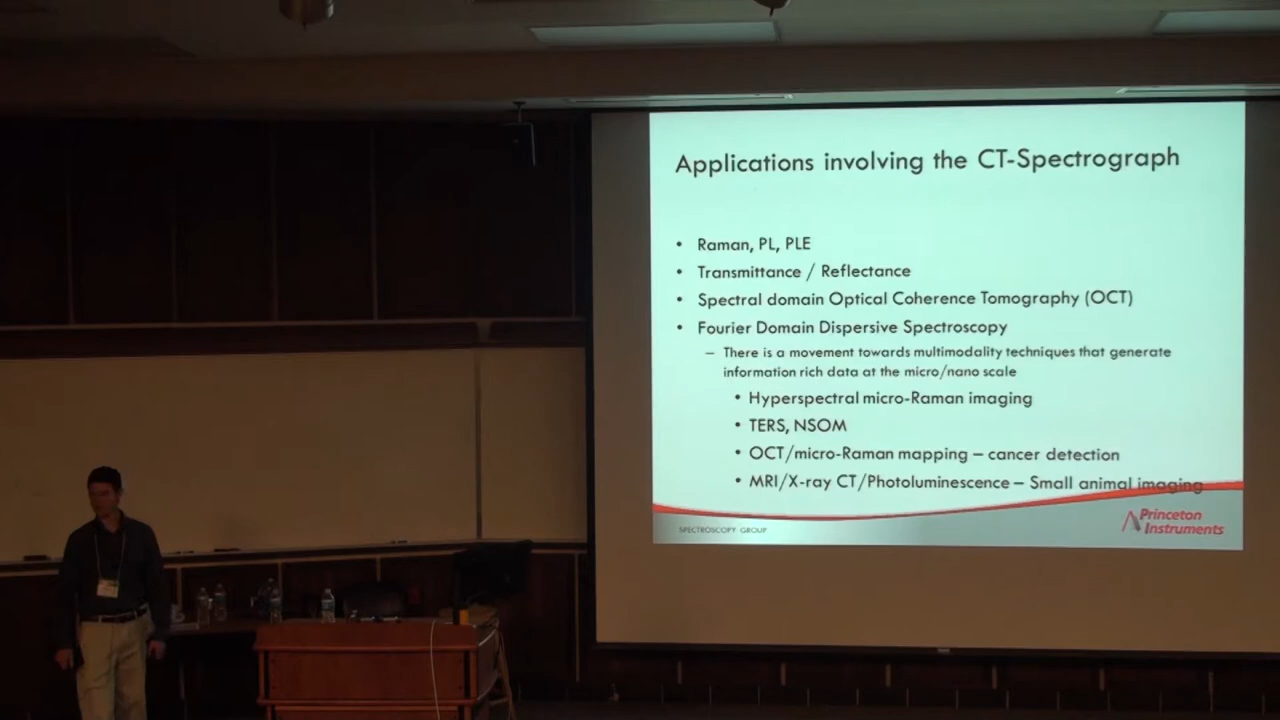 Applications involving the CT-Spectrograph
• Raman, PL, PLE
• Transmittance / Reflectance
• Spectral domain Optical Coherence Tomography (OCT)
• Fourier Domain Dispersive Spectroscopy
– There is a movement towards multimodality techniques that generate
information rich data at the micro/nano scale
• Hyperspectral micro-Raman imaging
• TERS, NSOM
• OCT/micro-Raman mapping – cancer detection
• MRI/X-ray CT/Photoluminescence – Small animal imaging
SPECTROSCOPY GROUP
Princeton
Instruments